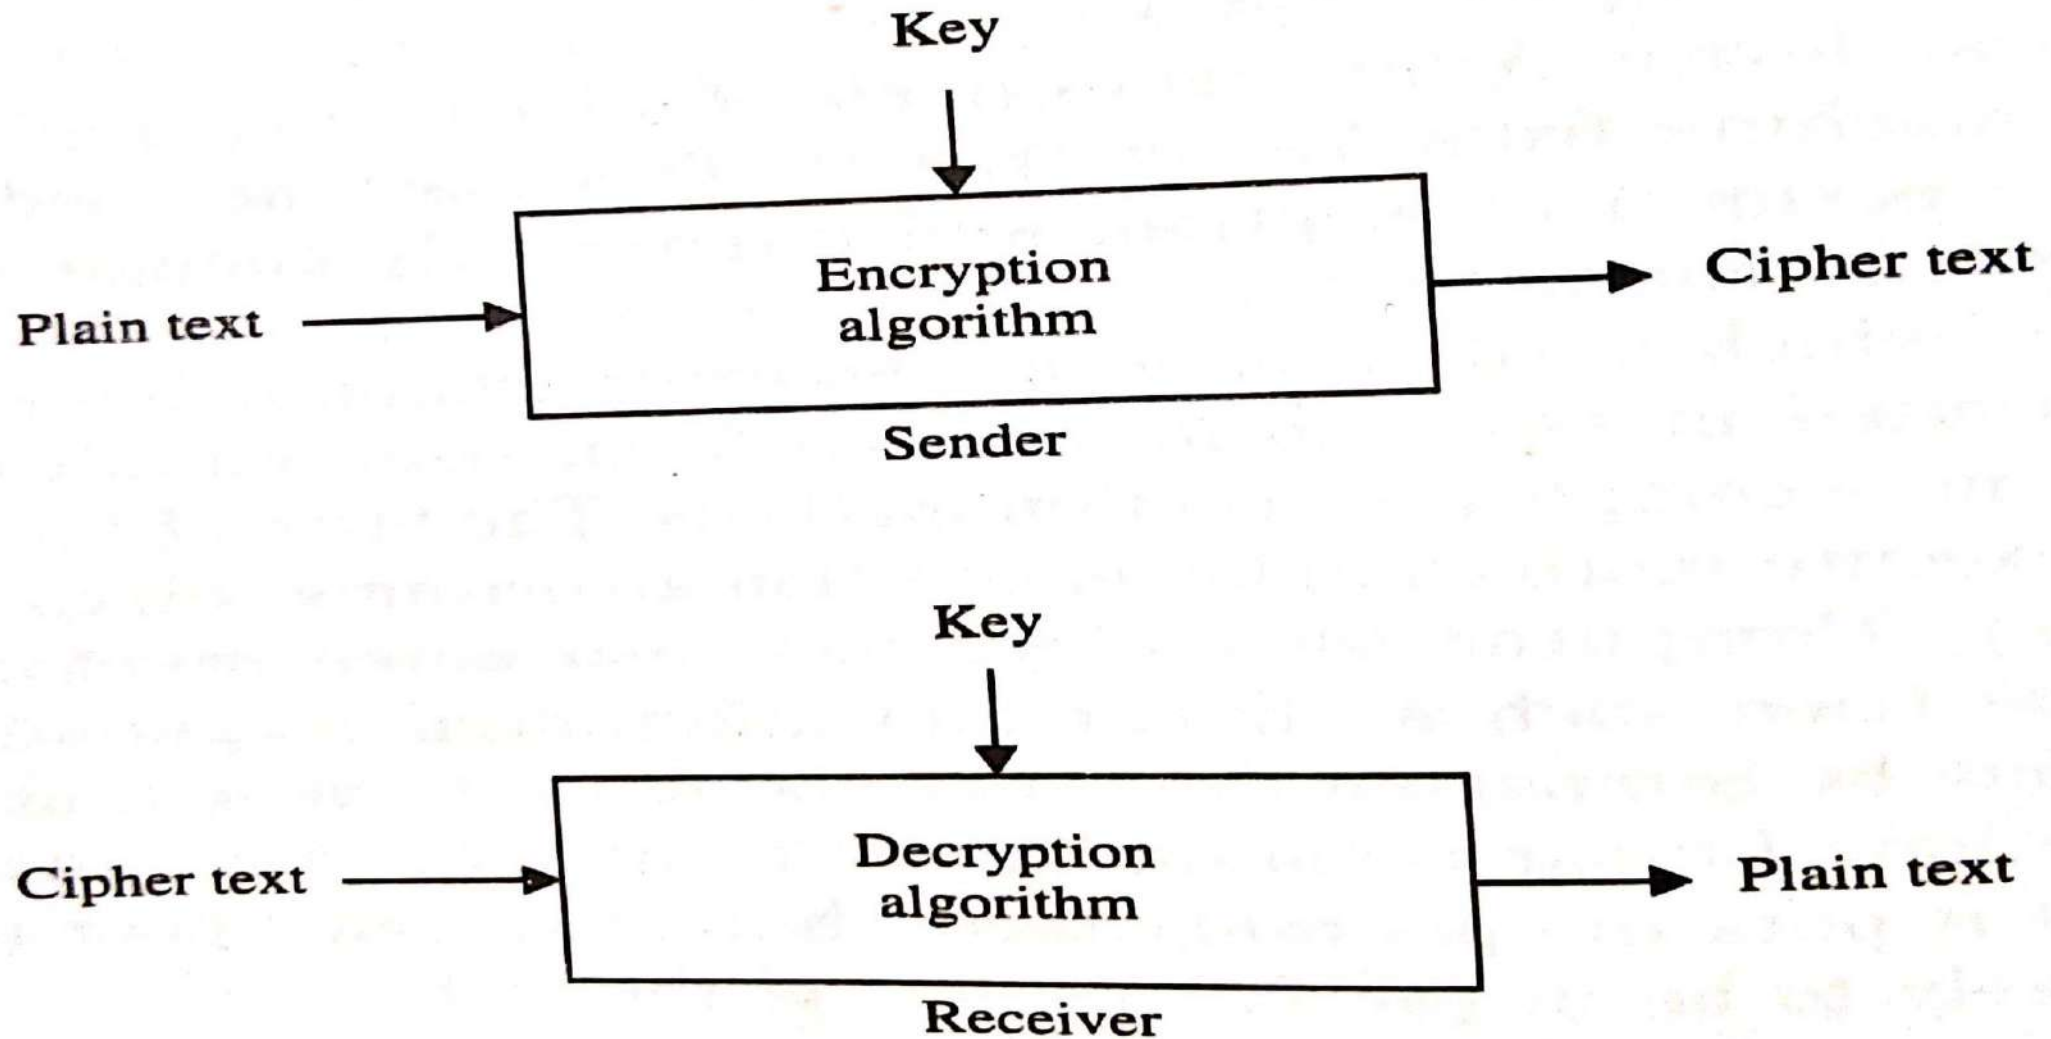 Key
Plain text
Encryption
algorithm
Cipher text
Sender
Key
Cipher text
Decryption
algorithm
Plain text
Receiver